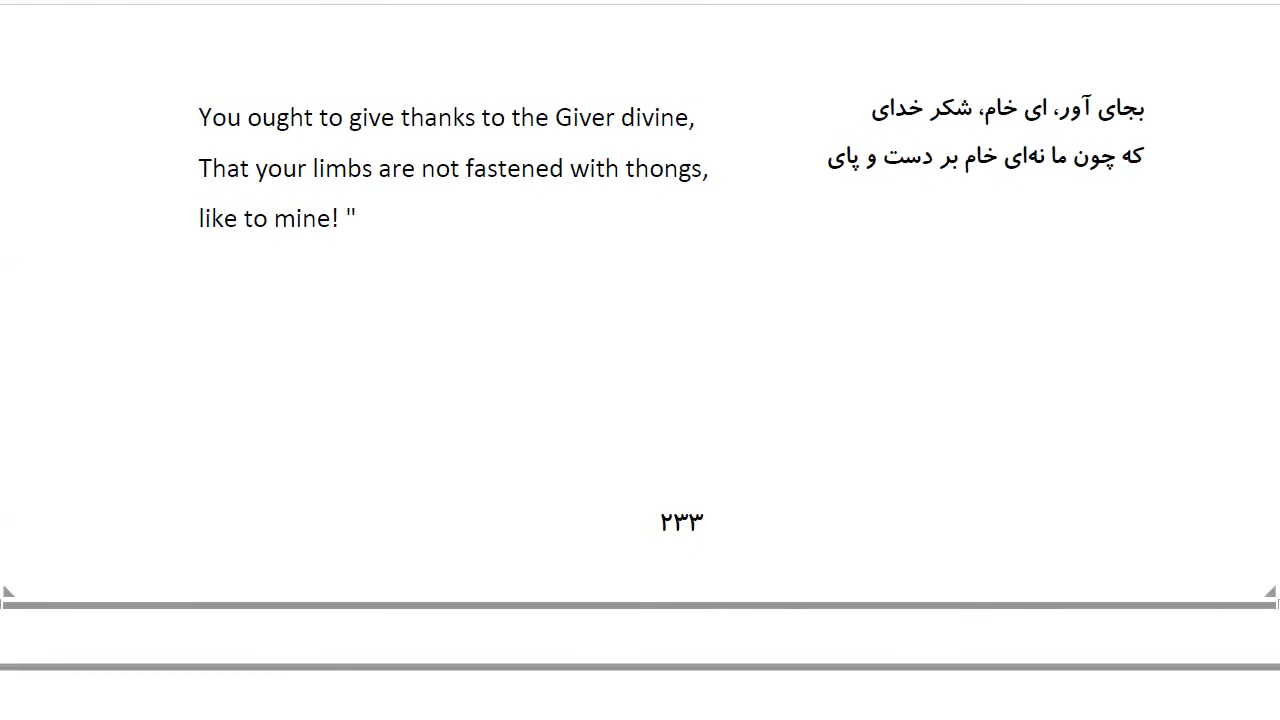 You ought to give thanks to the Giver divine,
That your limbs are not fastened with thongs,
like to mine! "
بجای آور، ای خام، شکر خدای
که چون ما نه‌ای خام بر دست و پای
۲۳۳